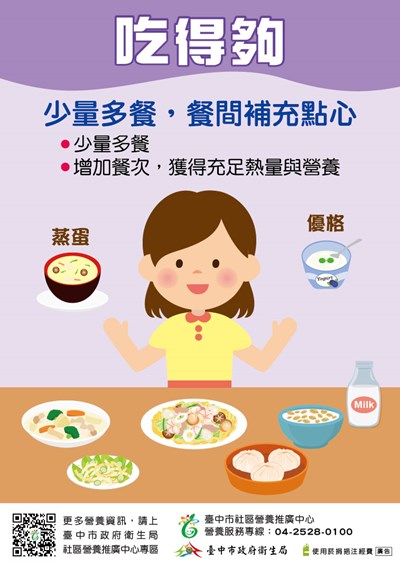 吃得夠
少量多餐，餐間補充點心
●少量多餐
●增加餐次，獲得充足熱量與營養
蒸蛋
優格
Yogurt
Milk
更多營養資訊，請上
臺中市政府衛生局
社區營養推廣中心專區
臺中市社區營養推廣中心
營養服務專線：04-2528-0100
臺中市政府衛生局
使用菸捐挹注經費 廣告